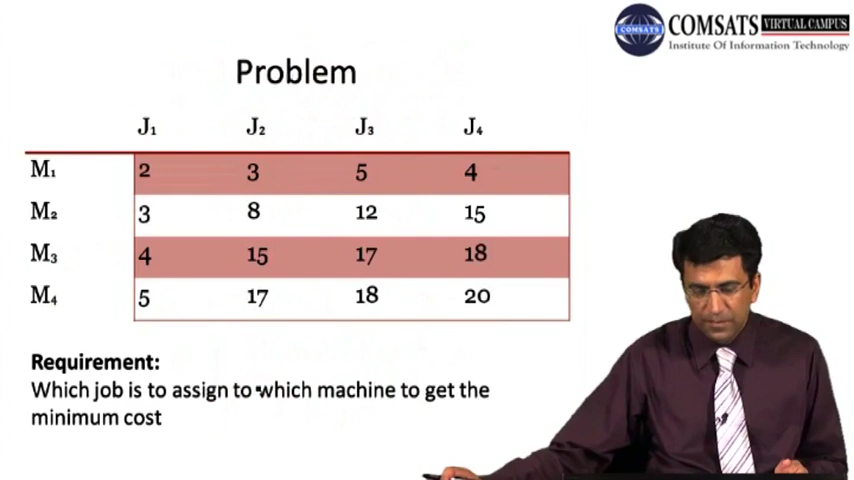 COMSATS VIRTUAL CAMPUS
COMSATS
Institute Of Information Technology
Problem
J₁ J₂ J₃ J₄
M₁ 2 3 5 4
M₂ 3 8 12 15
M₃ 4 15 17 18
M₄ 5 17 18 20
Requirement:
Which job is to assign to which machine to get the
minimum cost